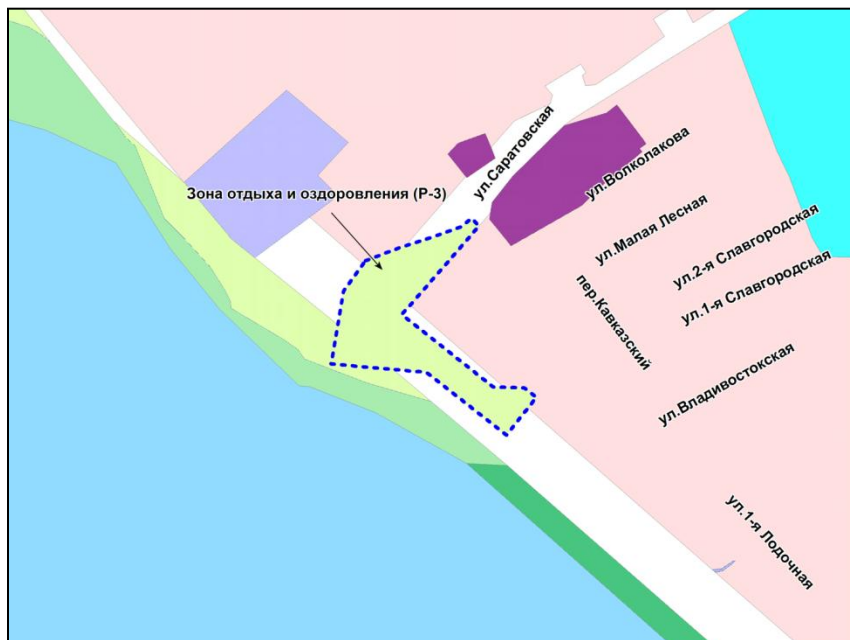 ул.Саратовская
ул.Волколакова
Зона отдыха и оздоровления (Р-3)
ул.Малая Лесная
ул.2-я Славгородская
ул.1-я Славгородская
пер.Кавказский
ул.Владивостокская
ул.1-я Лодочная